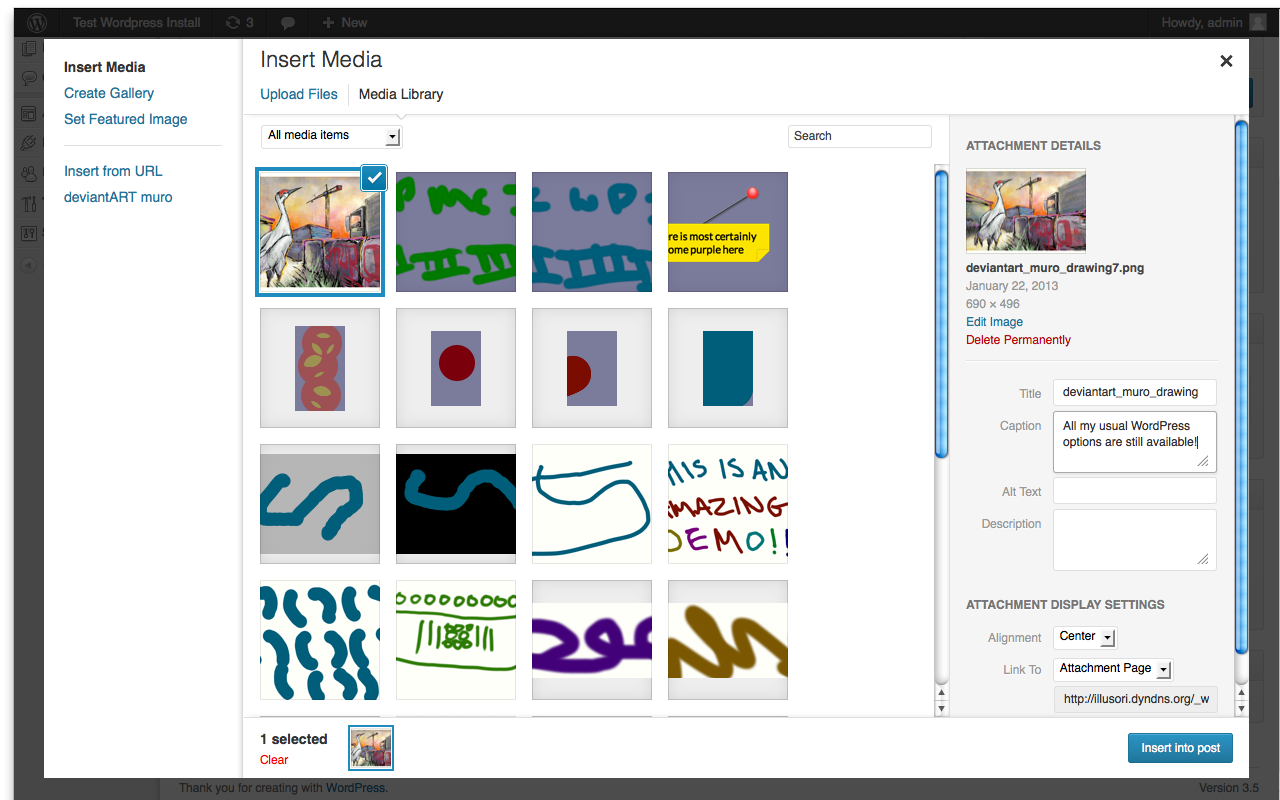 Test Wordpress Install
3
New
Howdy, admin
Insert Media
Create Gallery
Set Featured Image
Insert from URL
deviantART muro
Insert Media
Upload Files
Media Library
All media items
Search
re is most certainly
ome purple here
HIS IS AN
AMAZING
DEMO!!
ATTACHMENT DETAILS
deviantart_muro_drawing7.png
January 22, 2013
690 × 496
Edit Image
Delete Permanently
Title
deviantart_muro_drawing
Caption
All my usual WordPress
options are still available!
Alt Text
Description
ATTACHMENT DISPLAY SETTINGS
Alignment
Center
Link To
Attachment Page
http://illusori.dyndns.org/_w
1 selected
Clear
Insert into post
Thank you for creating with WordPress.
Version 3.5